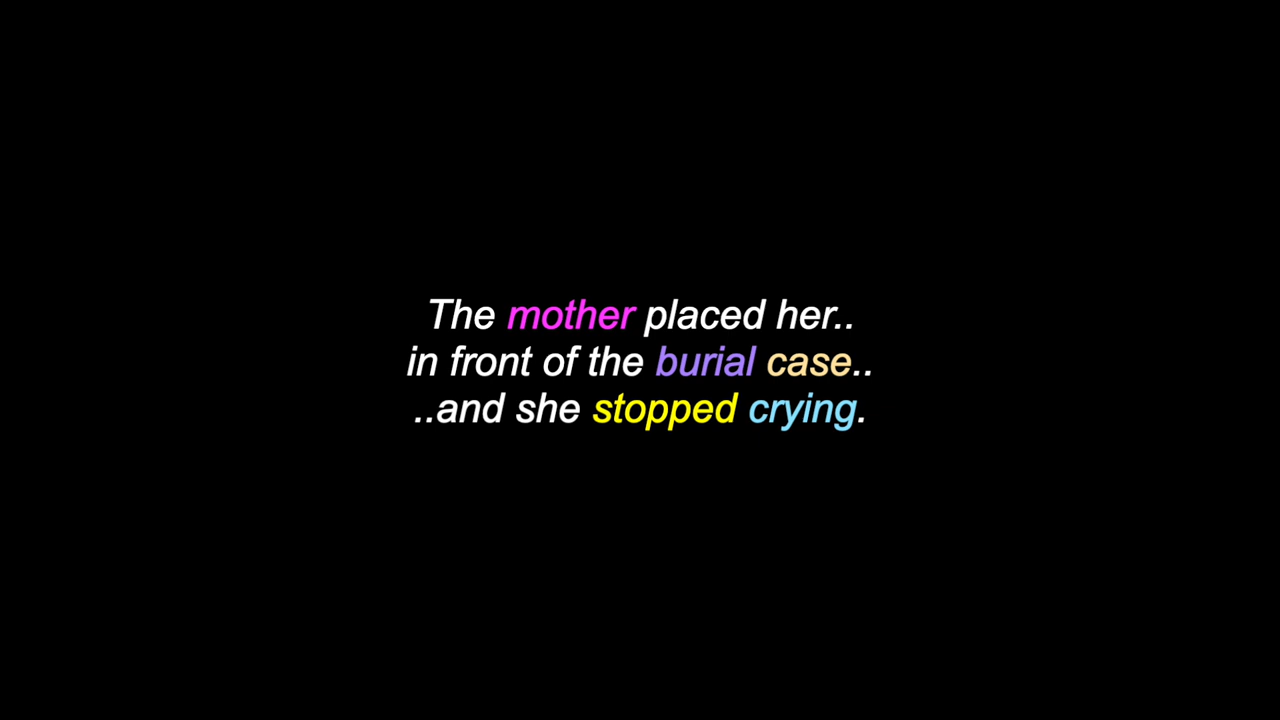 The mother placed her..
in front of the burial case..
..and she stopped crying.